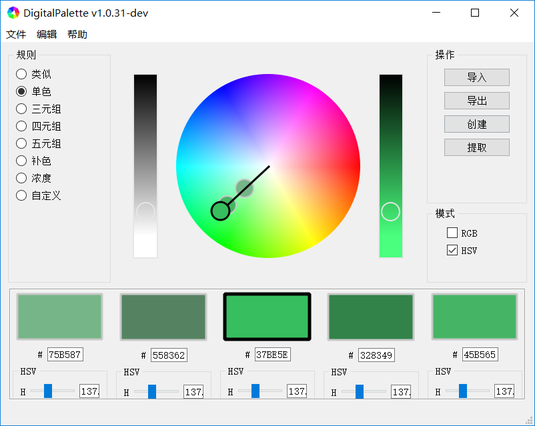 DigitalPalette v1.0.31-dev
文件 编辑 帮助
规则
类似
单色
三元组
四元组
五元组
补色
浓度
自定义
操作
导入
导出
创建
提取
模式
RGB
HSV
# 75B587 # 558362 # 37BE5E # 328349 # 45B565
HSV HSV HSV HSV HSV
H 137. H 137. H 137. H 137. H 137.